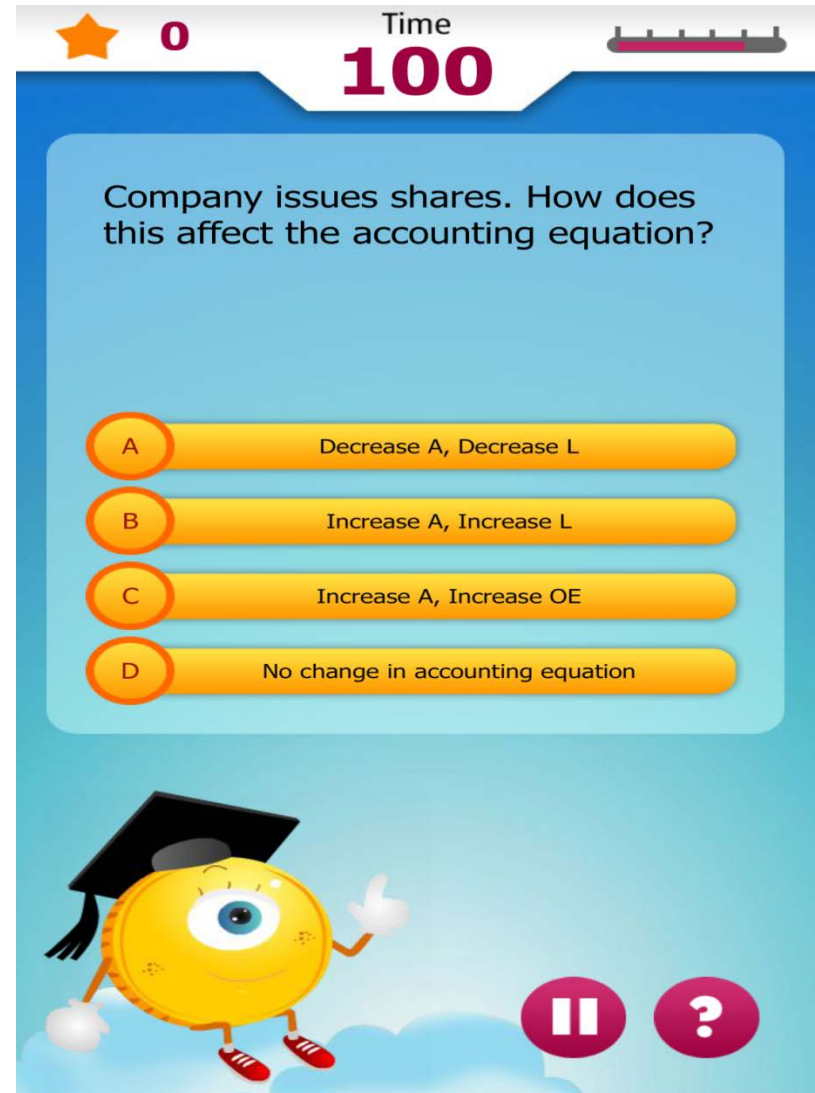 0
Time
100
Company issues shares. How does
this affect the accounting equation?
A
Decrease A, Decrease L
B
Increase A, Increase L
C
Increase A, Increase OE
D
No change in accounting equation
?